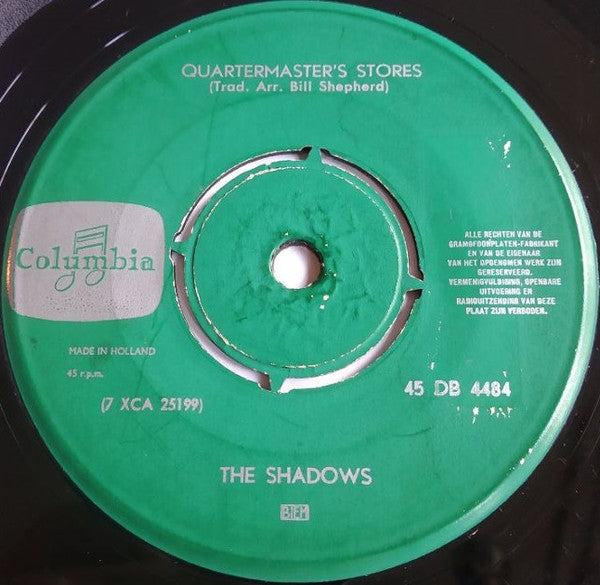 QUARTERMASTER'S STORES
(Trad. Arr. Bill Shepherd)
Columbia
ALLE RECHTEN VAN DE
GRAMOFOONPLATEN-FABRIKANT
EN VAN DE EIGENAAR
VAN HET OPGENOMEN WERK ZIJN
GERESERVEERD.
VERMENIGVULDIGING, OPENBARE
UITVOERING EN
RADIOUITZENDING VAN DEZE
PLAAT ZIJN VERBODEN.
MADE IN HOLLAND
45 r.p.m.
(7 XCA 25199)
45 DB 4484
THE SHADOWS
BIEM